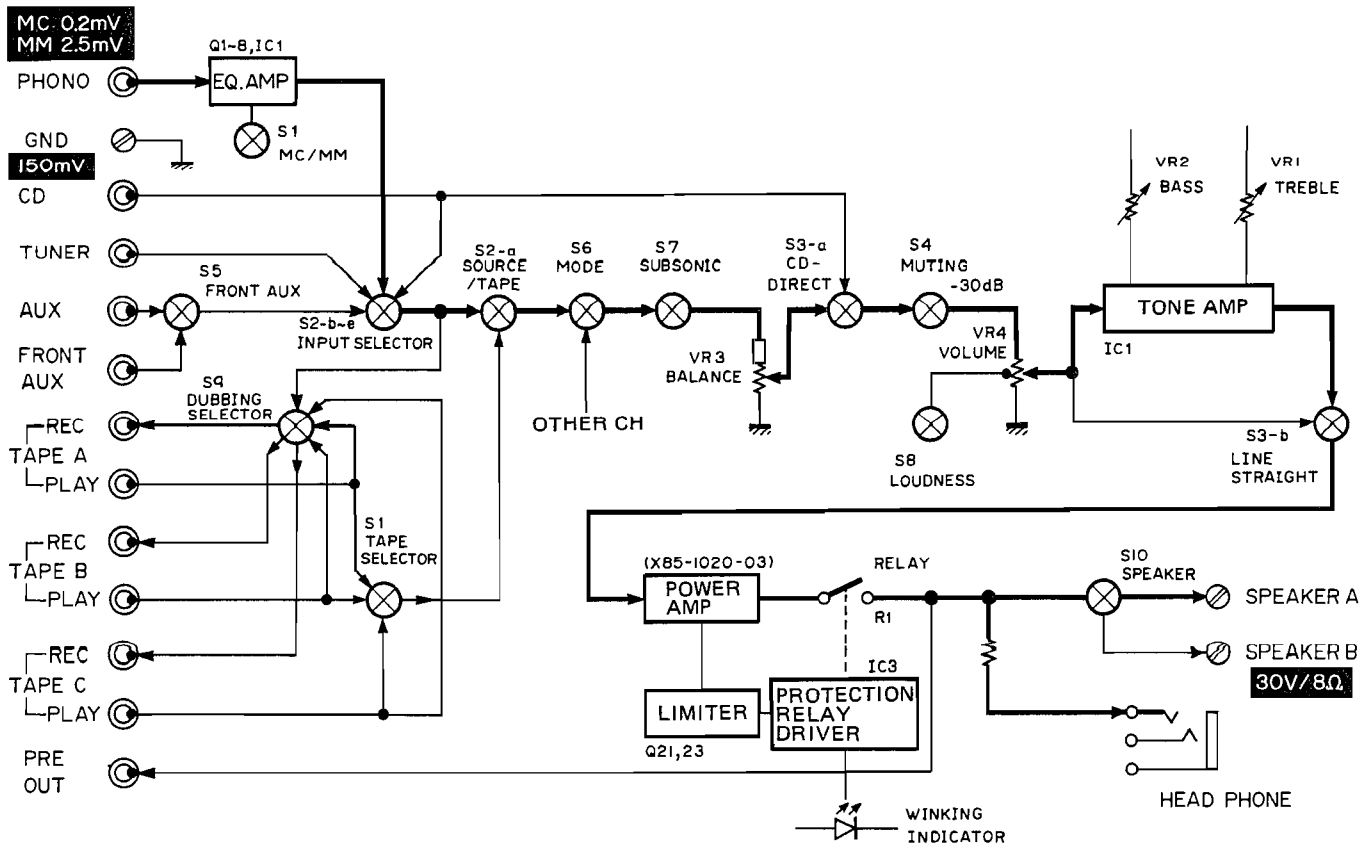 MC 0.2mV
MM 2.5mV
PHONO
Q1~8,IC1
EQ.AMP
S1
MC/MM
GND
150mV
CD
TUNER
S5
FRONT AUX
AUX
FRONT
AUX
S2-b~e
INPUT SELECTOR
S2-a
SOURCE
/TAPE
S6
MODE
S7
SUBSONIC
OTHER CH
VR3
BALANCE
S3-a
CD-
DIRECT
S4
MUTING
-30dB
VR4
VOLUME
S8
LOUDNESS
VR2
BASS
VR1
TREBLE
TONE AMP
IC1
S3-b
LINE
STRAIGHT
S9
DUBBING
SELECTOR
REC
TAPE A
PLAY
S1
TAPE
SELECTOR
REC
TAPE B
PLAY
REC
TAPE C
PLAY
PRE
OUT
(X85-1020-03)
POWER
AMP
RELAY
R1
S10
SPEAKER
SPEAKER A
SPEAKER B
30V/8Ω
LIMITER
Q21,23
IC3
PROTECTION
RELAY
DRIVER
WINKING
INDICATOR
HEAD PHONE